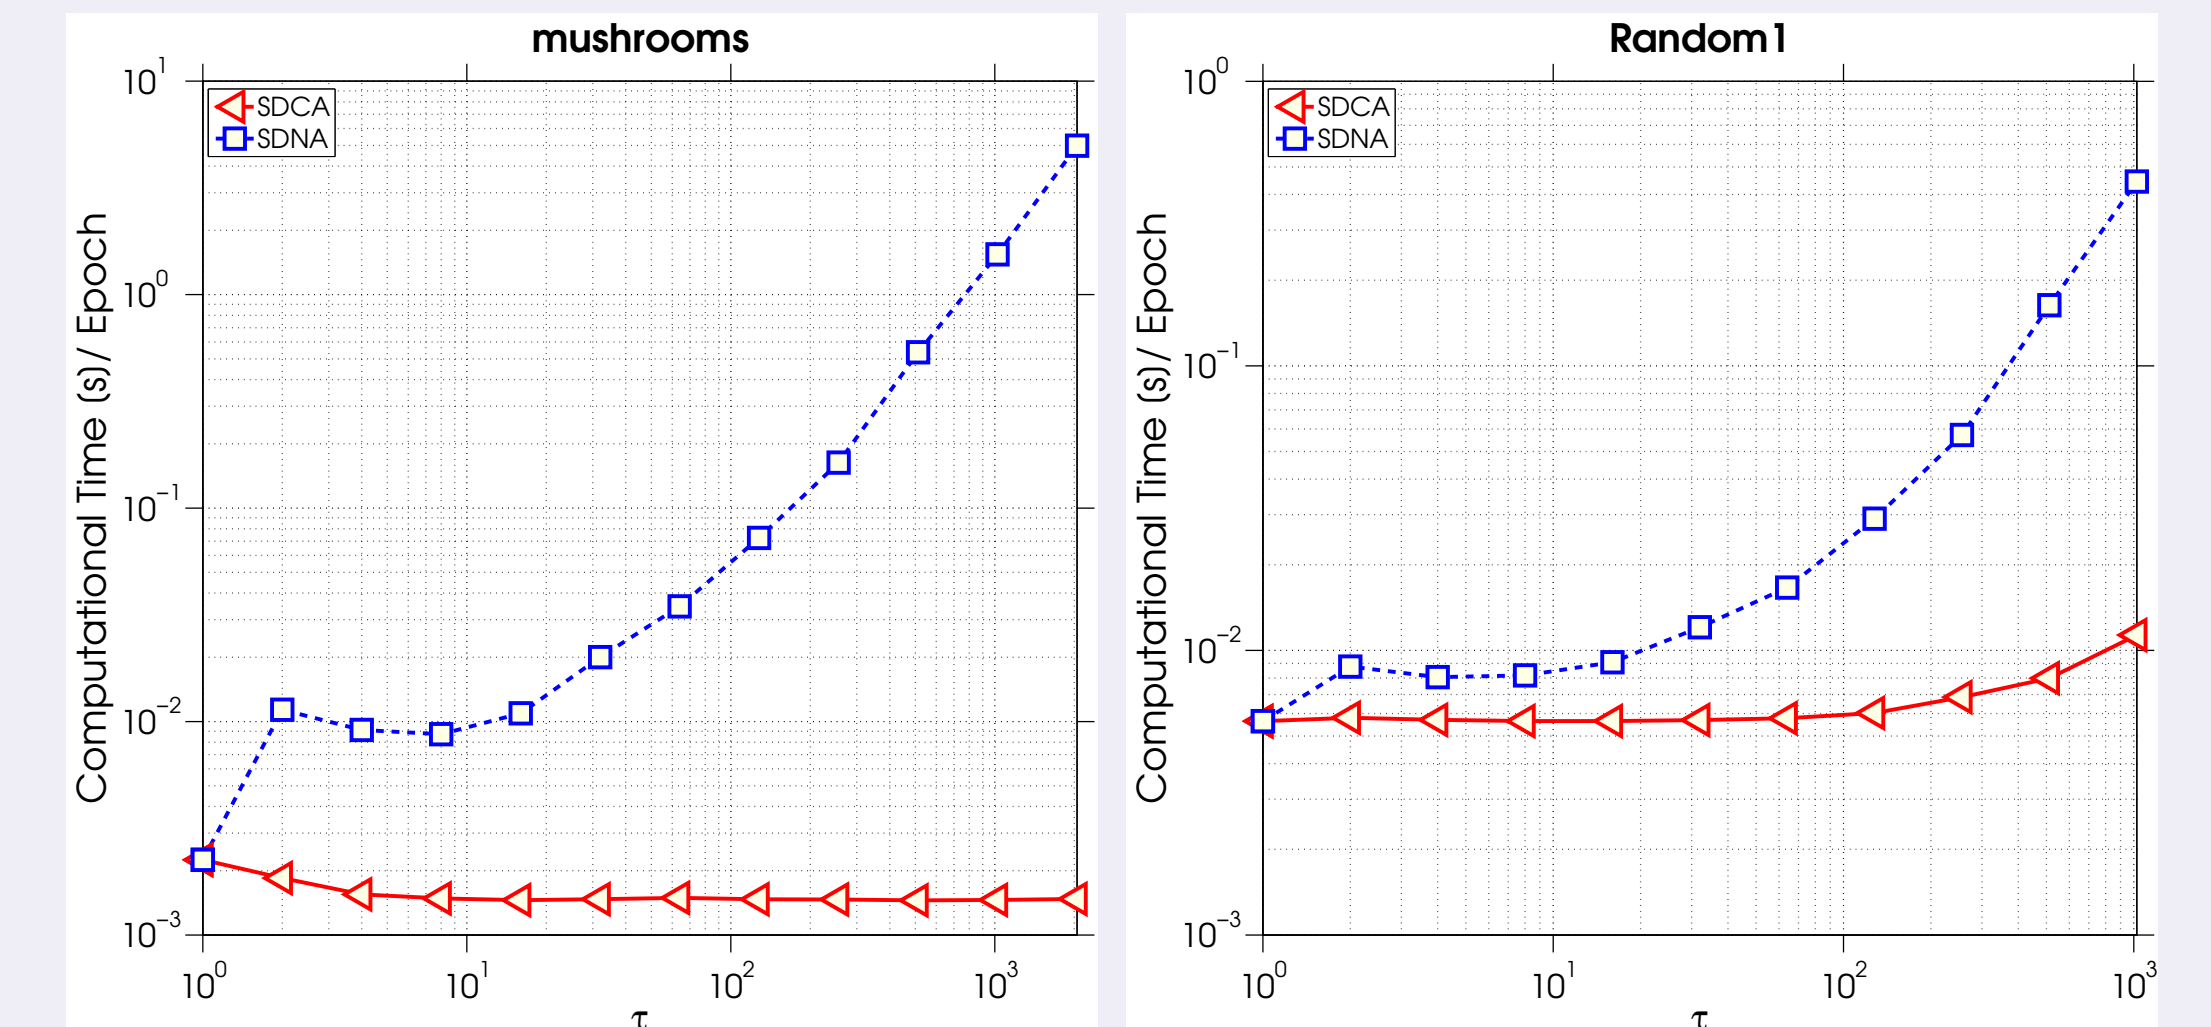 mushrooms
10^1
10^0
10^−1
10^−2
10^−3
Computational Time (s)/ Epoch
SDCA
SDNA
10^0 10^1 10^2 10^3
τ
Random1
10^0
10^−1
10^−2
10^−3
Computational Time (s)/ Epoch
SDCA
SDNA
10^0 10^1 10^2 10^3
τ